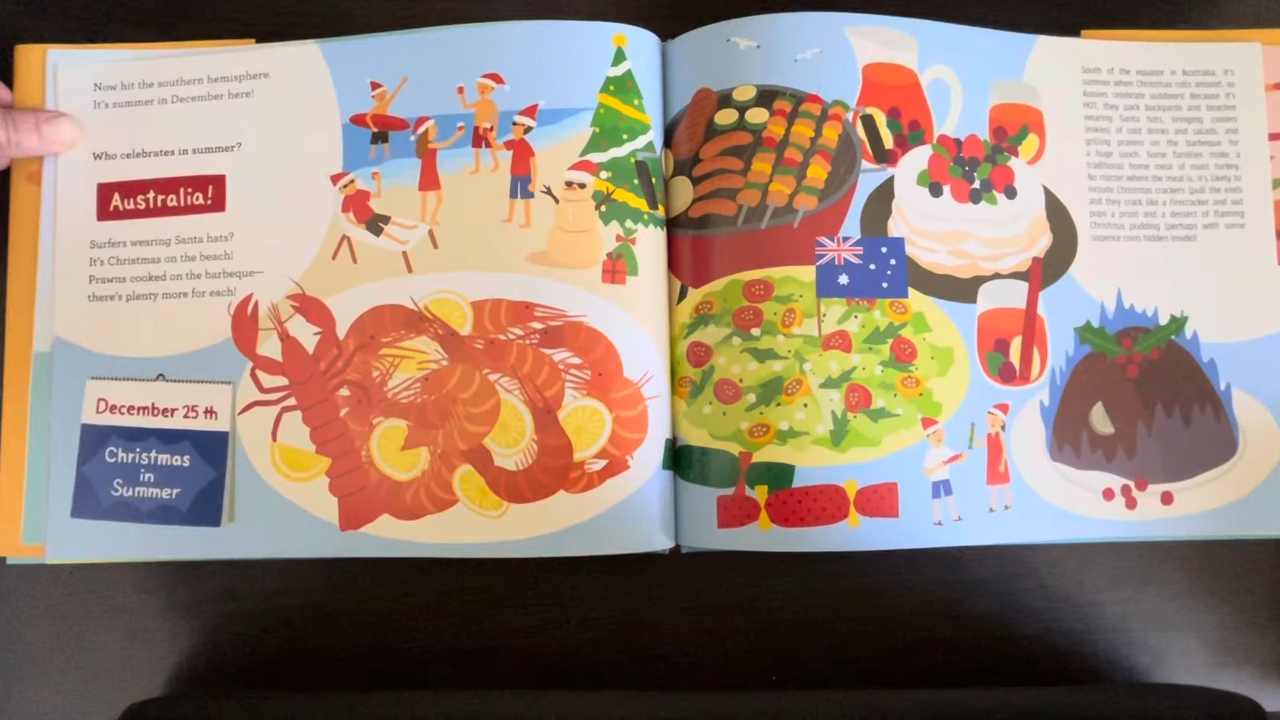 Now hit the southern hemisphere.
It's summer in December here!
Who celebrates in summer?
Australia!
Surfers wearing Santa hats?
It's Christmas on the beach!
Prawns cooked on the barbeque—
there's plenty more for each!
December 25th
Christmas
in
Summer
South of the equator in Australia, it's
summer when Christmas rolls around, so
Aussies celebrate outdoors! Because it's
HOT, they pack backyards and beaches
wearing Santa hats, bringing coolers
(eskies) of cold drinks and salads, and
grilling prawns on the barbeque for
a huge lunch. Some families make a
traditional home meal of roast turkey.
No matter where the meal is, it's likely to
include Christmas crackers (pull the ends
and they crack like a firecracker and out
pops a prize) and a dessert of flaming
Christmas pudding (perhaps with some
sixpence coins hidden inside)!